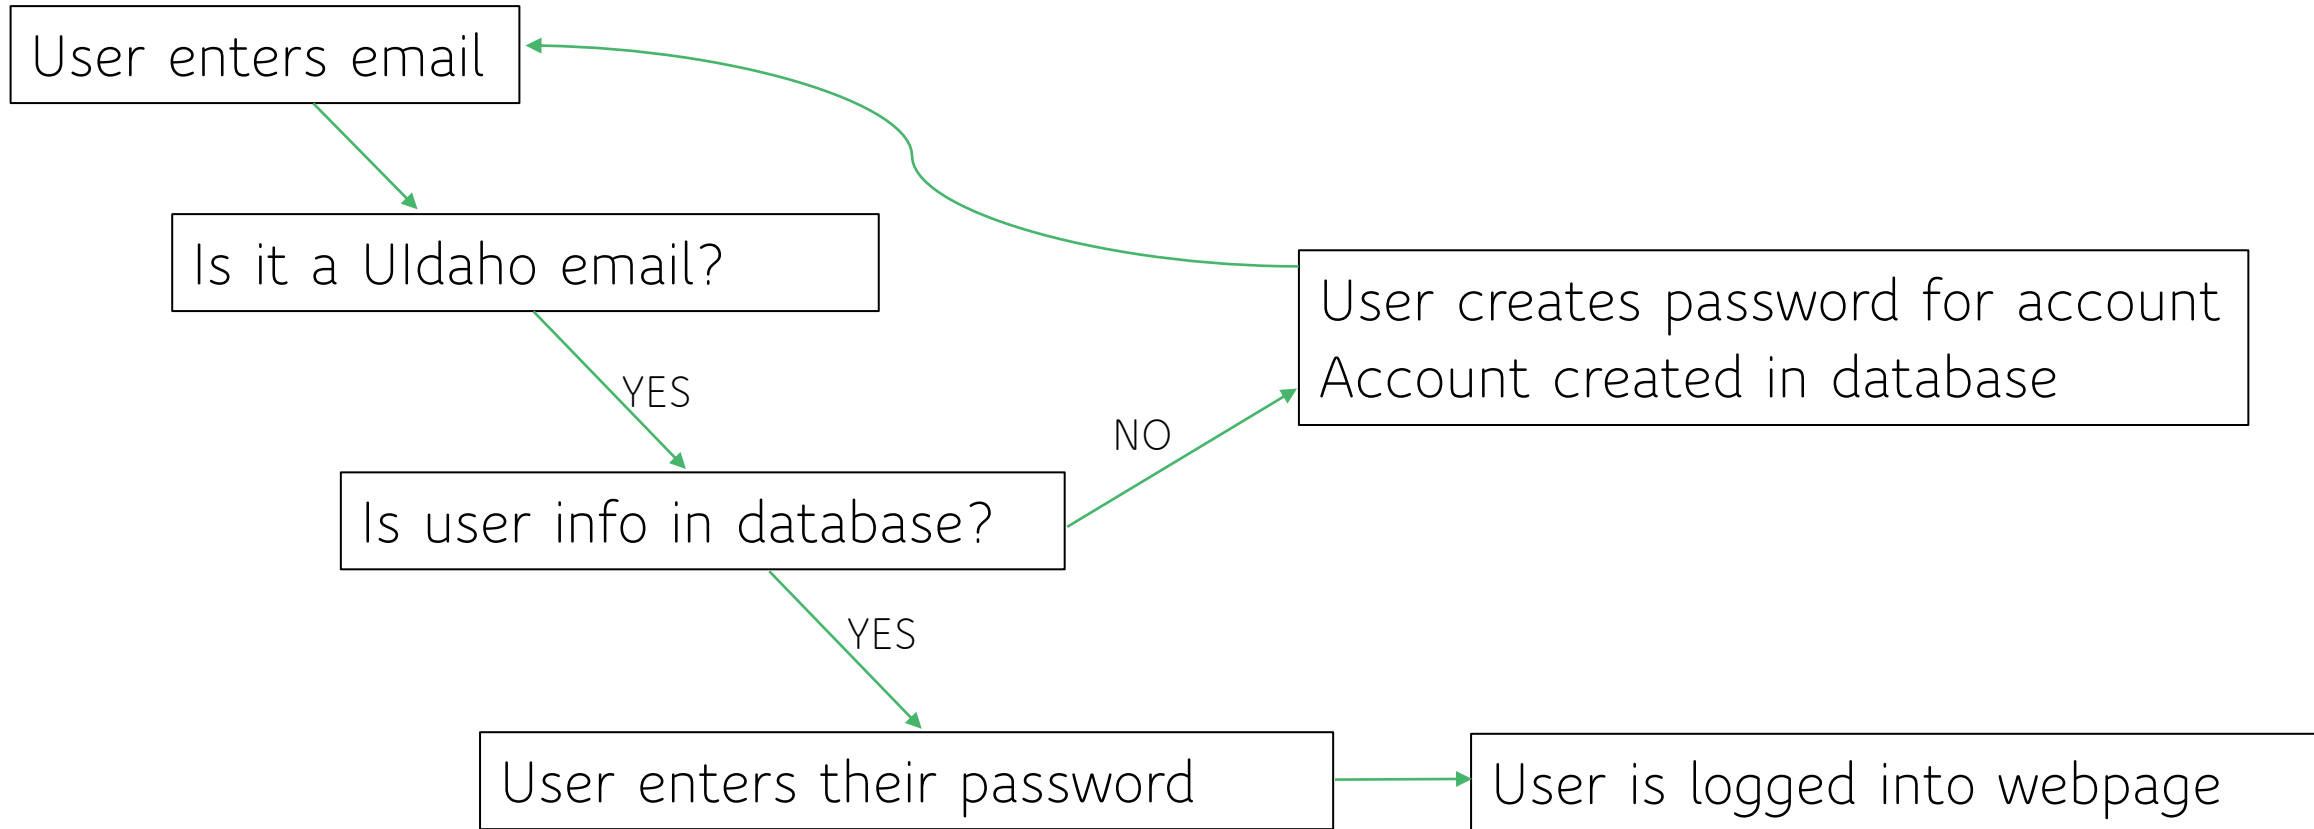 User enters email
Is it a UIdaho email?
User creates password for account
Account created in database
YES
NO
Is user info in database?
YES
User enters their password
User is logged into webpage